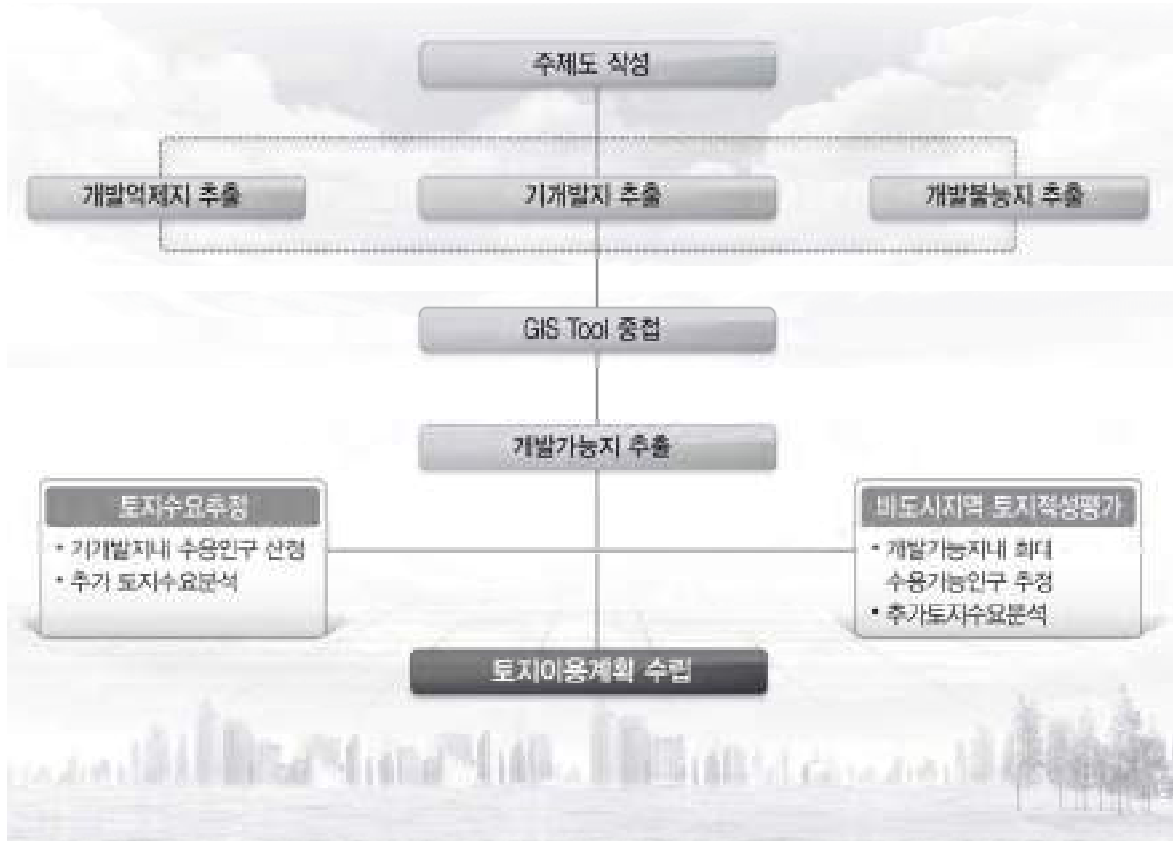 주제도 작성
개발억제지 추출
기개발지 추출
개발불능지 추출
GIS Tool 중첩
개발가능지 추출
토지수요추정
• 기개발지내 수용인구 산정
• 추가 토지수요분석
비도시지역 토지적성평가
• 개발가능지내 최대
수용가능인구 추정
• 추가토지수요분석
토지이용계획 수립